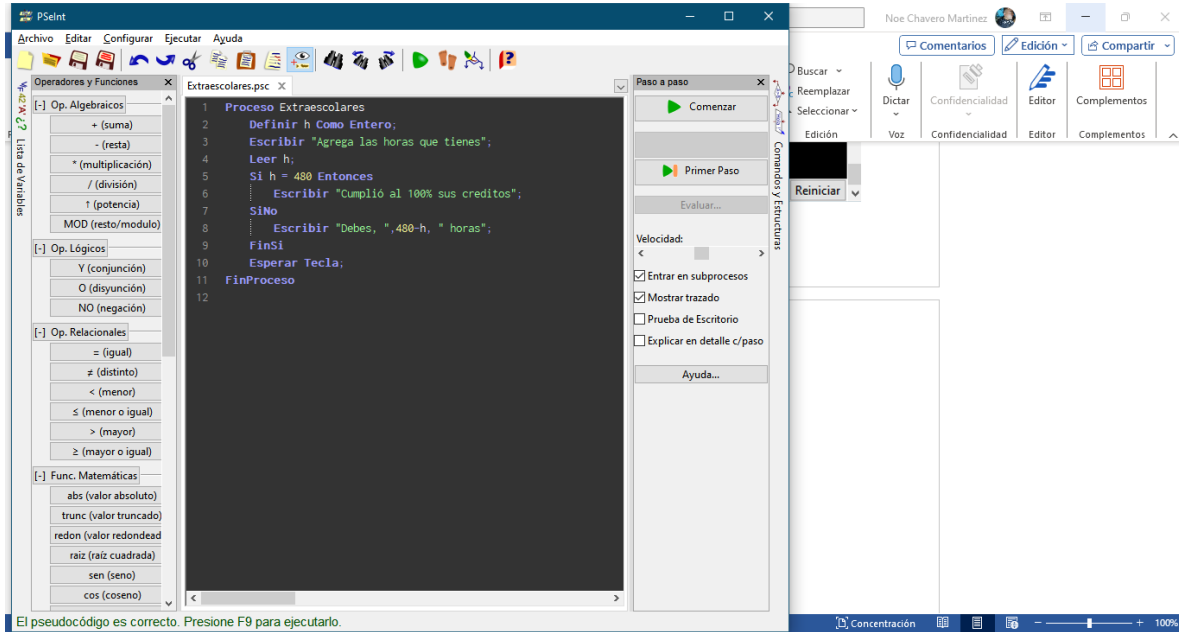 PSeInt
Archivo Editar Configurar Ejecutar Ayuda
Operadores y Funciones
[-] Op. Algebraicos
+ (suma)
- (resta)
* (multiplicación)
/ (división)
↑ (potencia)
MOD (resto/modulo)
[-] Op. Lógicos
Y (conjunción)
O (disyunción)
NO (negación)
[-] Op. Relacionales
= (igual)
≠ (distinto)
< (menor)
≤ (menor o igual)
> (mayor)
≥ (mayor o igual)
[-] Func. Matemáticas
abs (valor absoluto)
trunc (valor truncado)
redon (valor redondead
raiz (raíz cuadrada)
sen (seno)
cos (coseno)
Lista de Variables
Extraescolares.psc
1 Proceso Extraescolares
2 Definir h Como Entero;
3 Escribir "Agrega las horas que tienes";
4 Leer h;
5 Si h = 480 Entonces
6 Escribir "Cumplió al 100% sus creditos";
7 SiNo
8 Escribir "Debes, ",480-h, " horas";
9 FinSi
10 Esperar Tecla;
11 FinProceso
12
Paso a paso
Comenzar
Primer Paso
Evaluar...
Velocidad:
Entrar en subprocesos
Mostrar trazado
Prueba de Escritorio
Explicar en detalle c/paso
Ayuda...
Comandos y Estructuras
El pseudocódigo es correcto. Presione F9 para ejecutarlo.
Noe Chavero Martinez
Comentarios Edición Compartir
Buscar
Reemplazar
Seleccionar
Edición
Dictar
Voz
Confidencialidad
Confidencialidad
Editor
Editor
Complementos
Complementos
Reiniciar
Concentración
100%